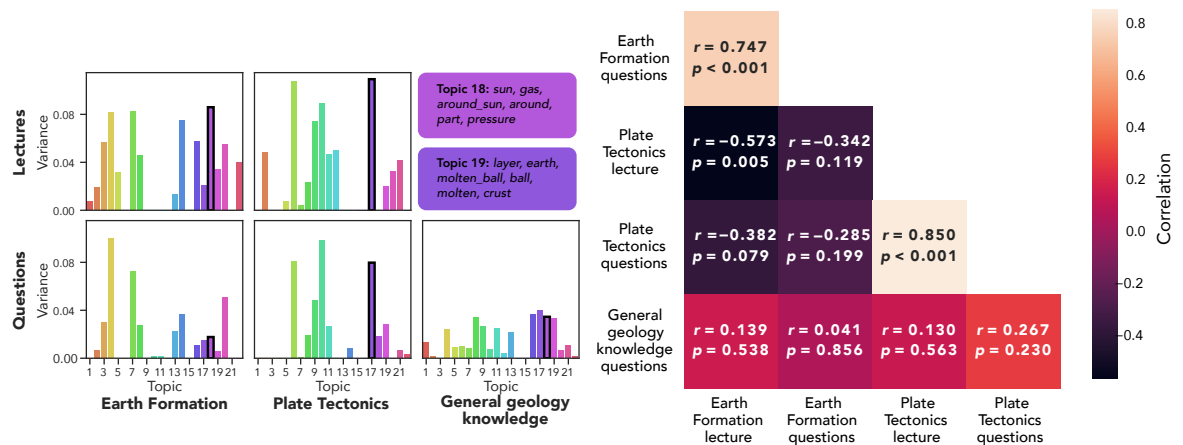 Lectures
Variance
0.08
0.04
0.00
Topic 18: sun, gas,
around_sun, around,
part, pressure
Topic 19: layer, earth,
molten_ball, ball,
molten, crust
Questions
Variance
0.08
0.04
0.00
1 3 5 7 9 11 13 15 17 19 21
1 3 5 7 9 11 13 15 17 19 21
1 3 5 7 9 11 13 15 17 19 21
Topic
Topic
Topic
Earth Formation
Plate Tectonics
General geology
knowledge
Earth
Formation
questions
r = 0.747
p < 0.001
Plate
Tectonics
lecture
r = −0.573
p = 0.005
r = −0.342
p = 0.119
Plate
Tectonics
questions
r = −0.382
p = 0.079
r = −0.285
p = 0.199
r = 0.850
p < 0.001
General
geology
knowledge
questions
r = 0.139
p = 0.538
r = 0.041
p = 0.856
r = 0.130
p = 0.563
r = 0.267
p = 0.230
Earth
Formation
lecture
Earth
Formation
questions
Plate
Tectonics
lecture
Plate
Tectonics
questions
0.8
0.6
0.4
0.2
0.0
−0.2
−0.4
Correlation